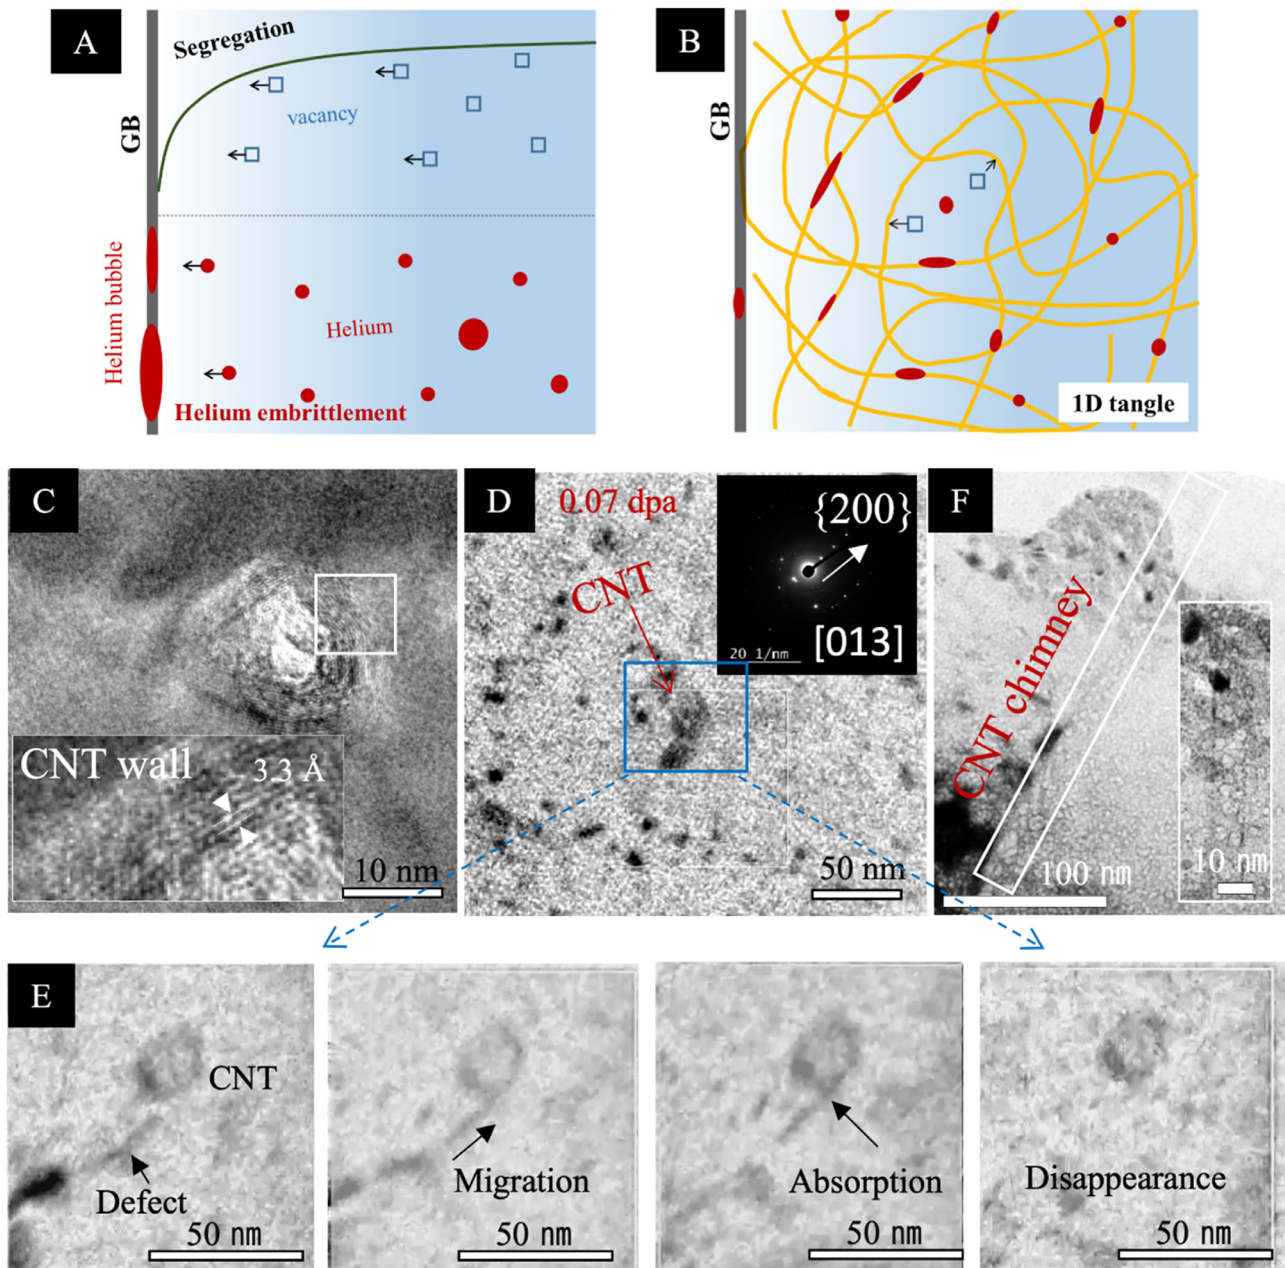 A
Segregation
GB
vacancy
Helium bubble
Helium
Helium embrittlement
B
GB
1D tangle
C
CNT wall
3.3 Å
10 nm
D
0.07 dpa
CNT
{200}
[013]
20 1/nm
50 nm
F
CNT chimney
100 nm
10 nm
E
CNT
Defect
50 nm
Migration
50 nm
Absorption
50 nm
Disappearance
50 nm